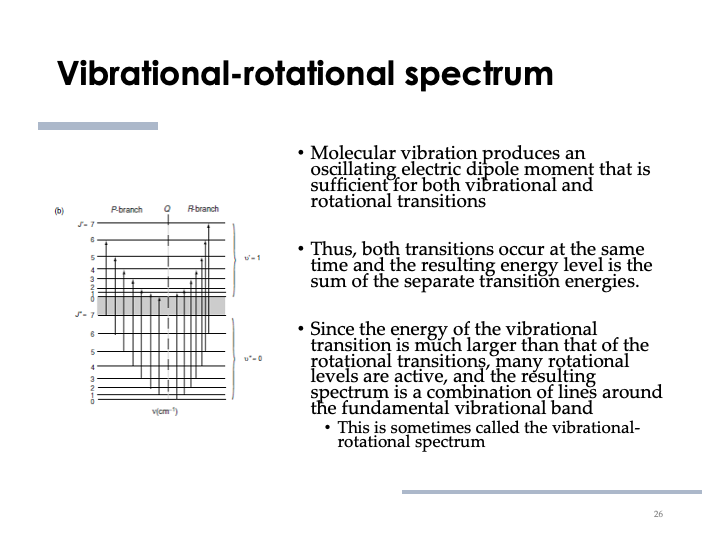 Vibrational-rotational spectrum
(b)
P-branch Q R-branch
J'= 7
6
5
4
3
2
1
0
υ'= 1
J"= 7
6
5
4
3
2
1
0
υ"= 0
ν(cm⁻¹)
• Molecular vibration produces an
oscillating electric dipole moment that is
sufficient for both vibrational and
rotational transitions
• Thus, both transitions occur at the same
time and the resulting energy level is the
sum of the separate transition energies.
• Since the energy of the vibrational
transition is much larger than that of the
rotational transitions, many rotational
levels are active, and the resulting
spectrum is a combination of lines around
the fundamental vibrational band
• This is sometimes called the vibrational-
rotational spectrum
26